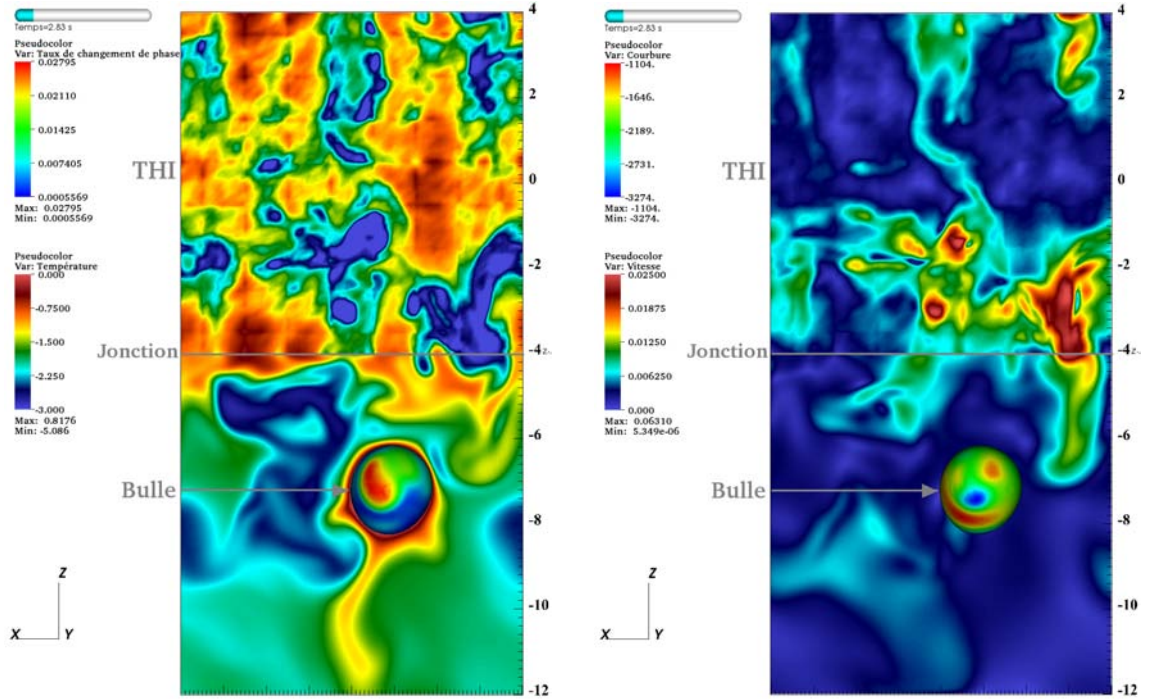 Temps=2.83 s
Pseudocolor
Var: Taux de changement de phase
0.02795
0.02110
0.01425
0.007405
0.0005569
Max: 0.02795
Min: 0.0005569
Pseudocolor
Var: Température
0.000
-0.7500
-1.500
-2.250
-3.000
Max: 0.8176
Min: -5.086
THI
Jonction
Bulle
Z
X
Y
4
2
0
-2
-4
-6
-8
-10
-12
Temps=2.83 s
Pseudocolor
Var: Courbure
-1104.
-1646.
-2189.
-2731.
-3274.
Max: -1104.
Min: -3274.
Pseudocolor
Var: Vitesse
0.02500
0.01875
0.01250
0.006250
0.000
Max: 0.06310
Min: 5.349e-06
THI
Jonction
Bulle
Z
X
Y
4
2
0
-2
-4
-6
-8
-10
-12